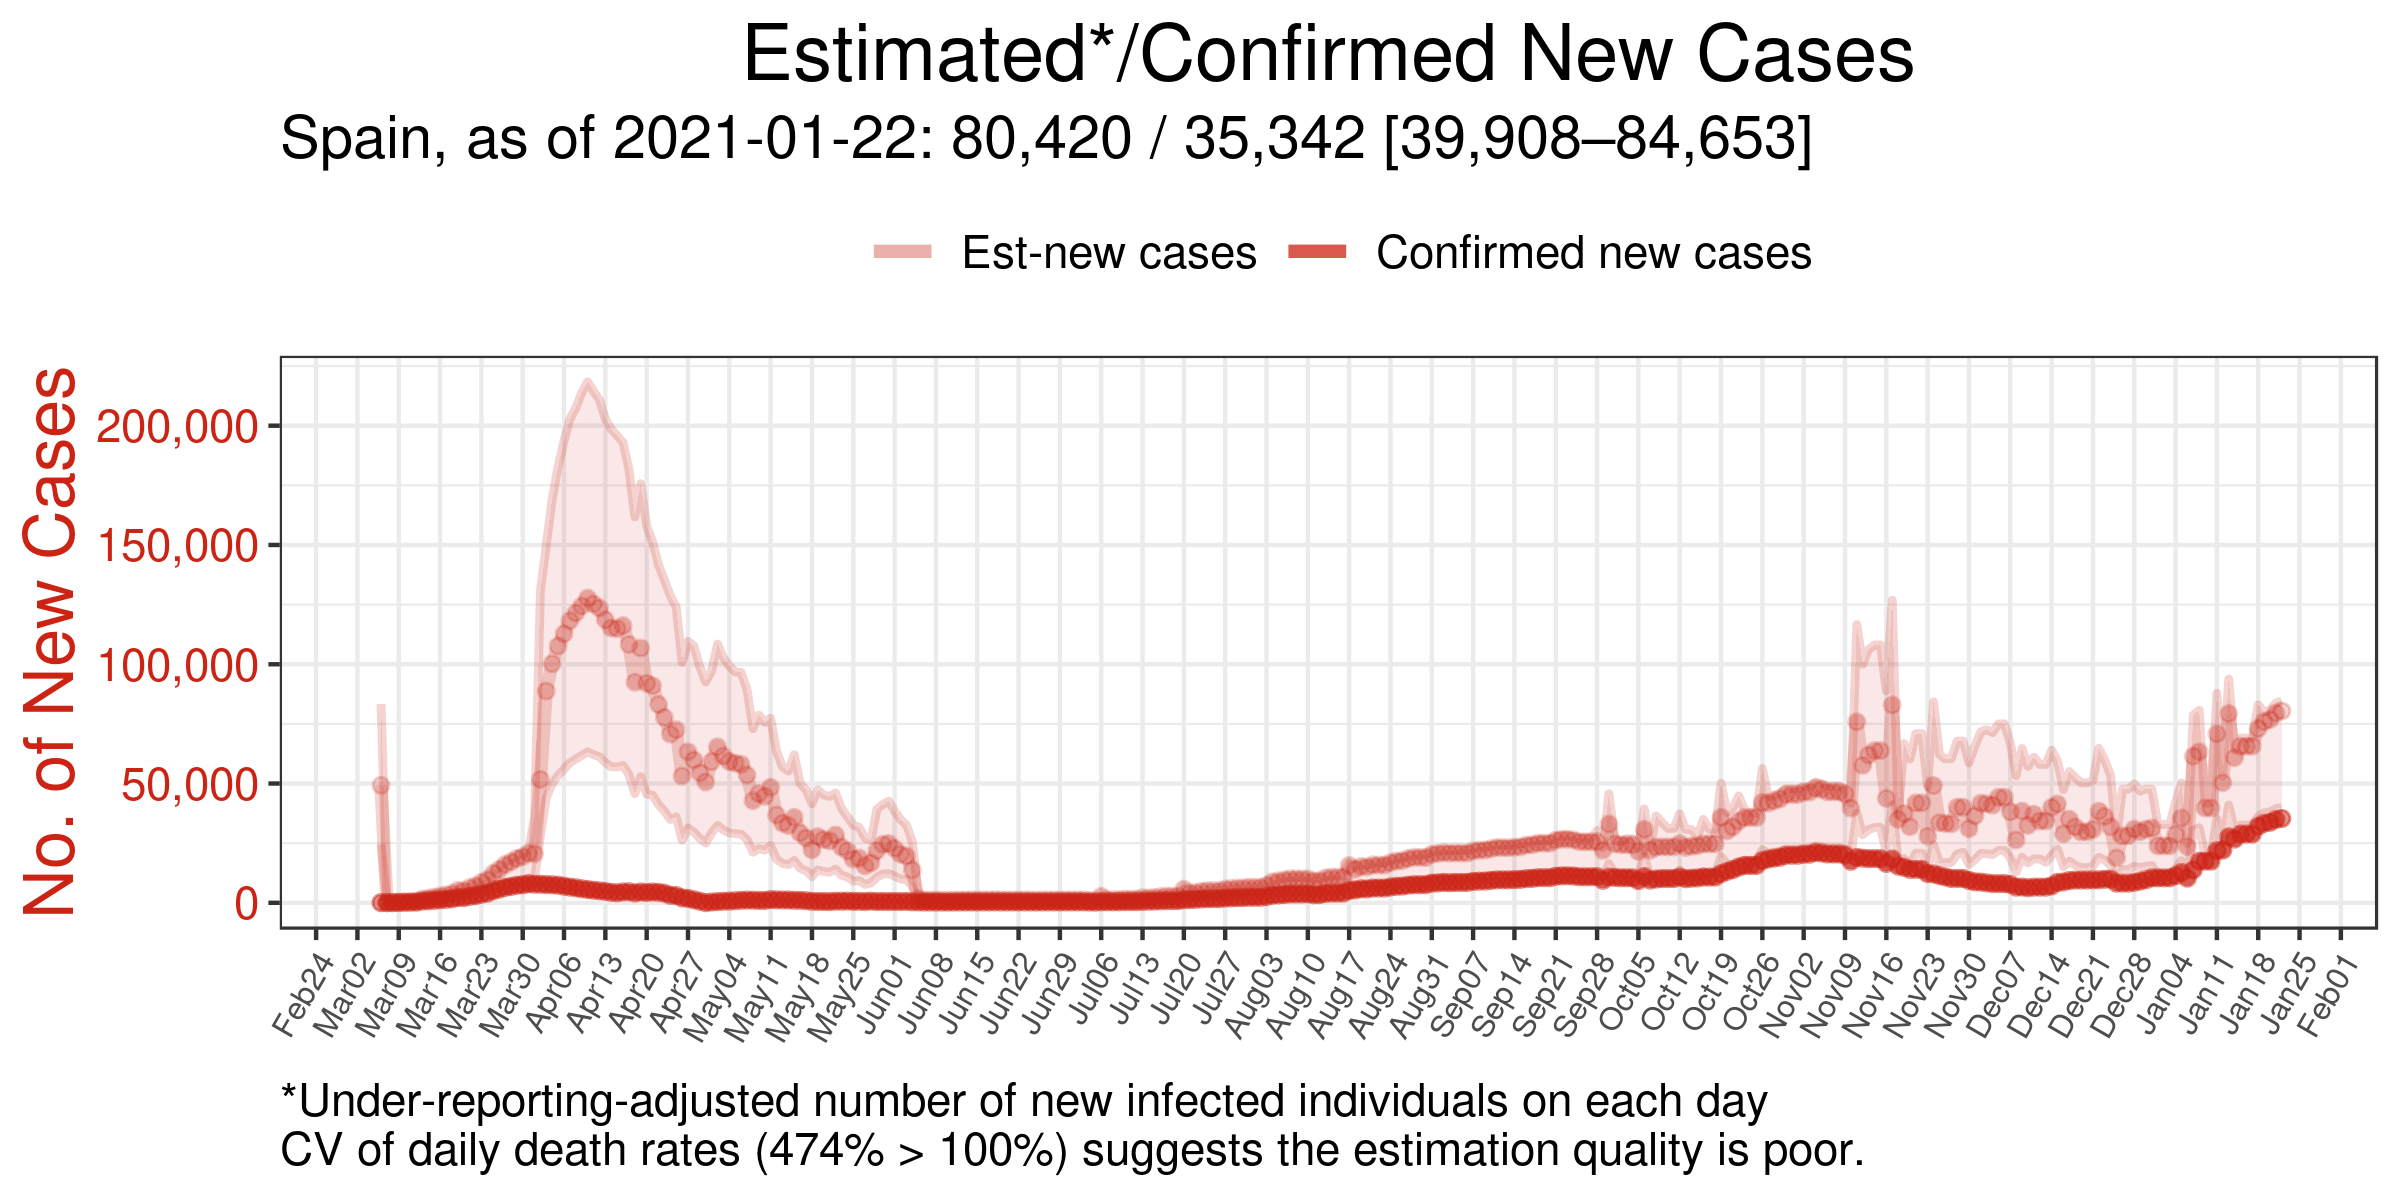 Estimated*/Confirmed New Cases
Spain, as of 2021-01-22: 80,420 / 35,342 [39,908–84,653]
Est-new cases
Confirmed new cases
No. of New Cases
200,000
150,000
100,000
50,000
0
Feb24
Mar02
Mar09
Mar16
Mar23
Mar30
Apr06
Apr13
Apr20
Apr27
May04
May11
May18
May25
Jun01
Jun08
Jun15
Jun22
Jun29
Jul06
Jul13
Jul20
Jul27
Aug03
Aug10
Aug17
Aug24
Aug31
Sep07
Sep14
Sep21
Sep28
Oct05
Oct12
Oct19
Oct26
Nov02
Nov09
Nov16
Nov23
Nov30
Dec07
Dec14
Dec21
Dec28
Jan04
Jan11
Jan18
Jan25
Feb01
*Under-reporting-adjusted number of new infected individuals on each day
CV of daily death rates (474% > 100%) suggests the estimation quality is poor.